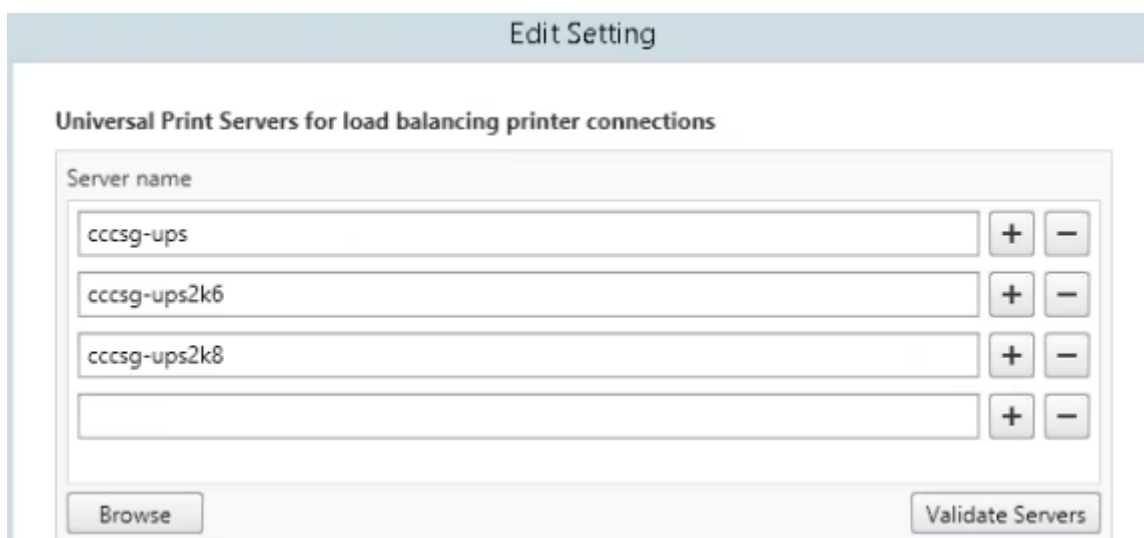 Edit Setting
Universal Print Servers for load balancing printer connections
Server name
cccsg-ups
cccsg-ups2k6
cccsg-ups2k8
Browse Validate Servers